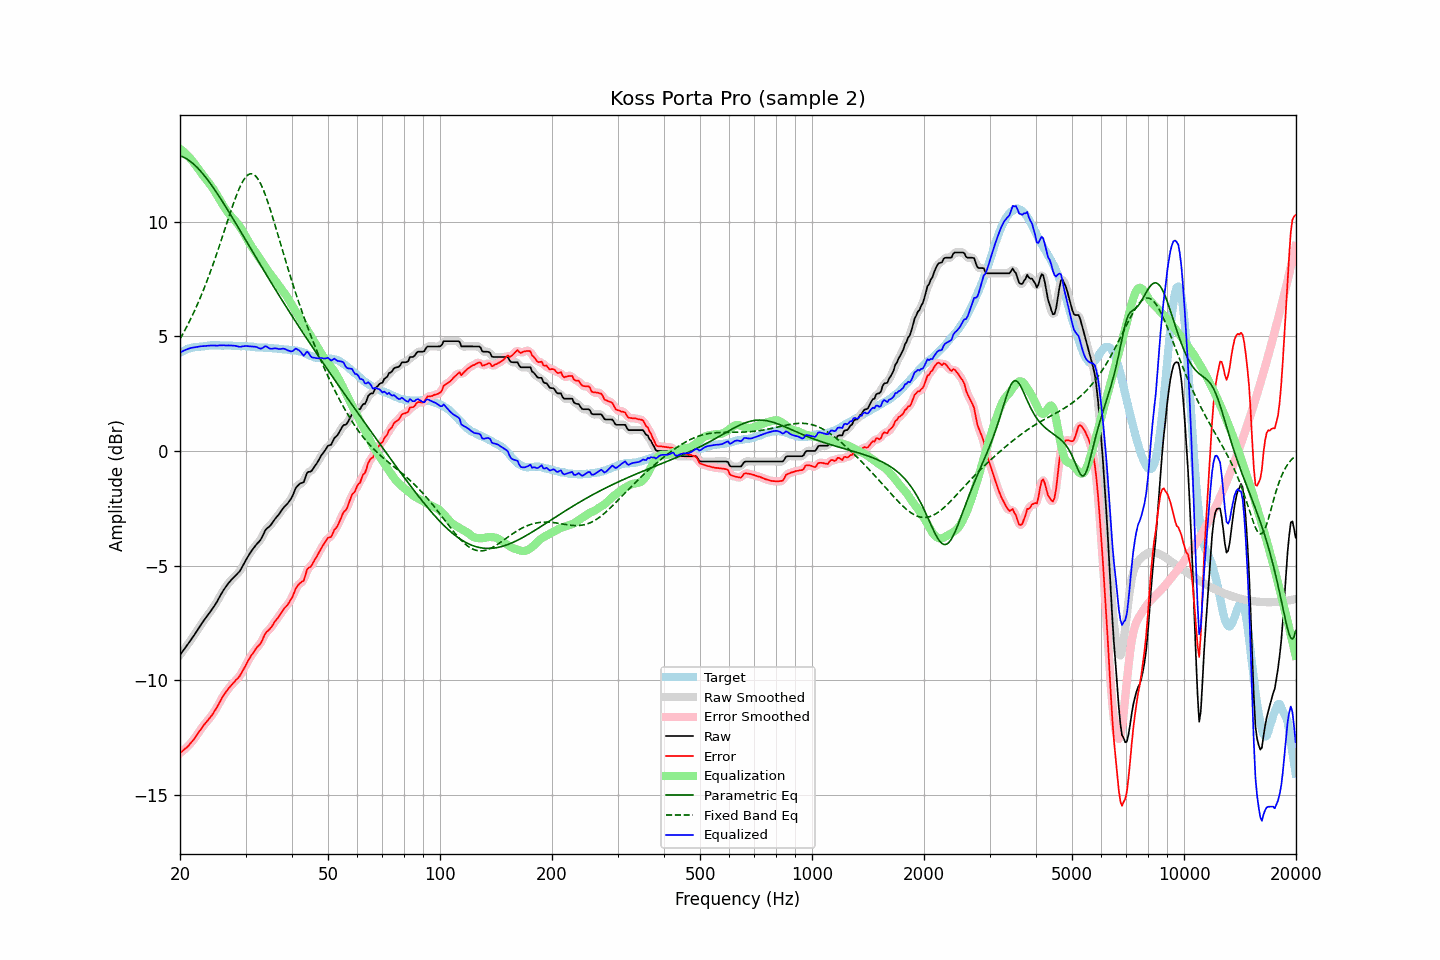 Koss Porta Pro (sample 2)
Amplitude (dBr)
10
5
0
−5
−10
−15
Target
Raw Smoothed
Error Smoothed
Raw
Error
Equalization
Parametric Eq
Fixed Band Eq
Equalized
20 50 100 200 500 1000 2000 5000 10000 20000
Frequency (Hz)